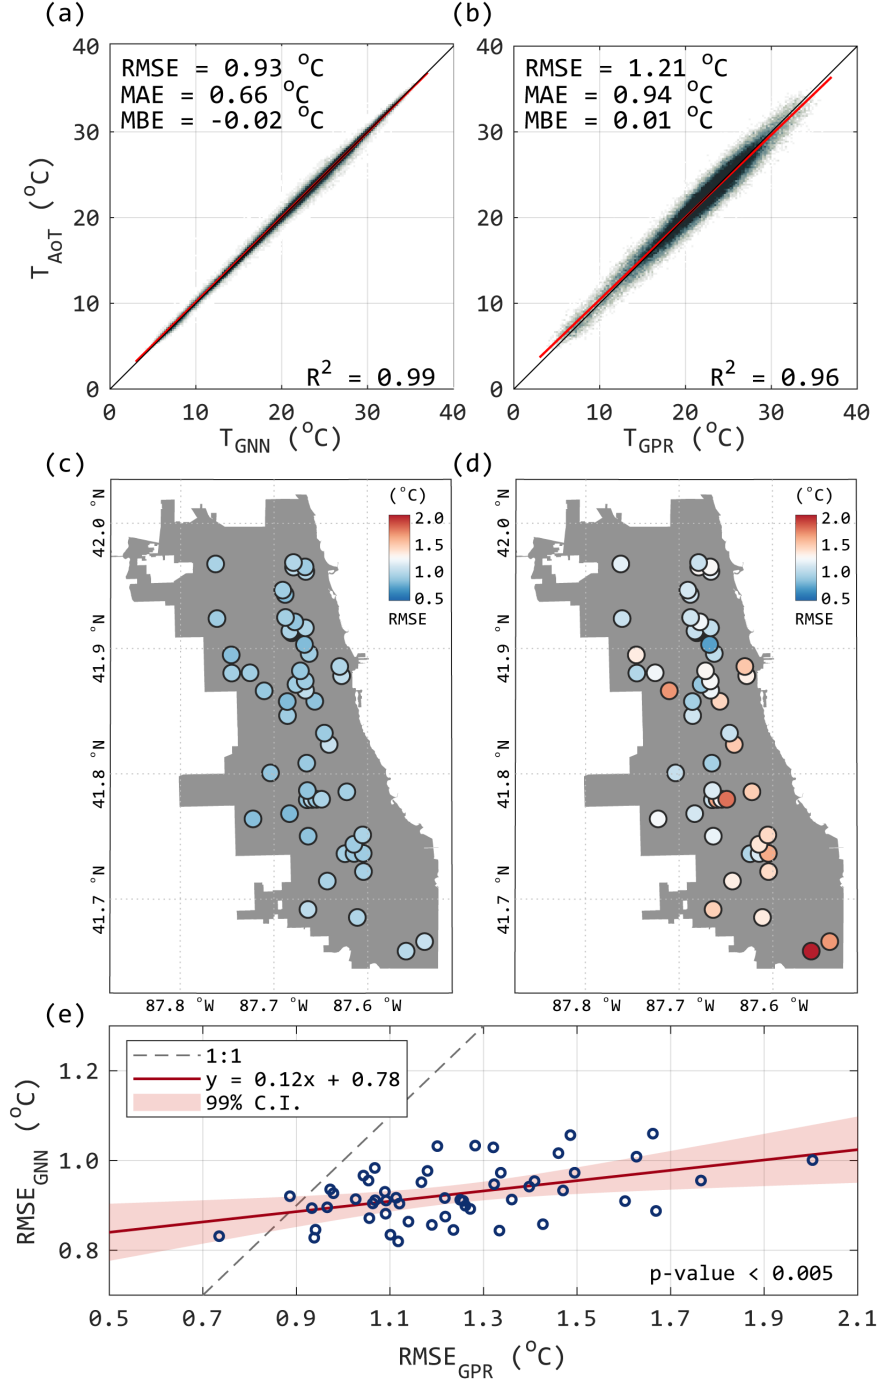 (a)
RMSE = 0.93 °C
MAE = 0.66 °C
MBE = -0.02 °C
R² = 0.99
40
30
20
10
0
T_AoT (°C)
0 10 20 30 40
T_GNN (°C)
(b)
RMSE = 1.21 °C
MAE = 0.94 °C
MBE = 0.01 °C
R² = 0.96
40
30
20
10
0
0 10 20 30 40
T_GPR (°C)
(c)
(°C)
2.0
1.5
1.0
0.5
RMSE
42.0 °N
41.9 °N
41.8 °N
41.7 °N
87.8 °W 87.7 °W 87.6 °W
(d)
(°C)
2.0
1.5
1.0
0.5
RMSE
42.0 °N
41.9 °N
41.8 °N
41.7 °N
87.8 °W 87.7 °W 87.6 °W
(e)
1:1
y = 0.12x + 0.78
99% C.I.
p-value < 0.005
1.2
1.0
0.8
RMSE_GNN (°C)
0.5 0.7 0.9 1.1 1.3 1.5 1.7 1.9 2.1
RMSE_GPR (°C)